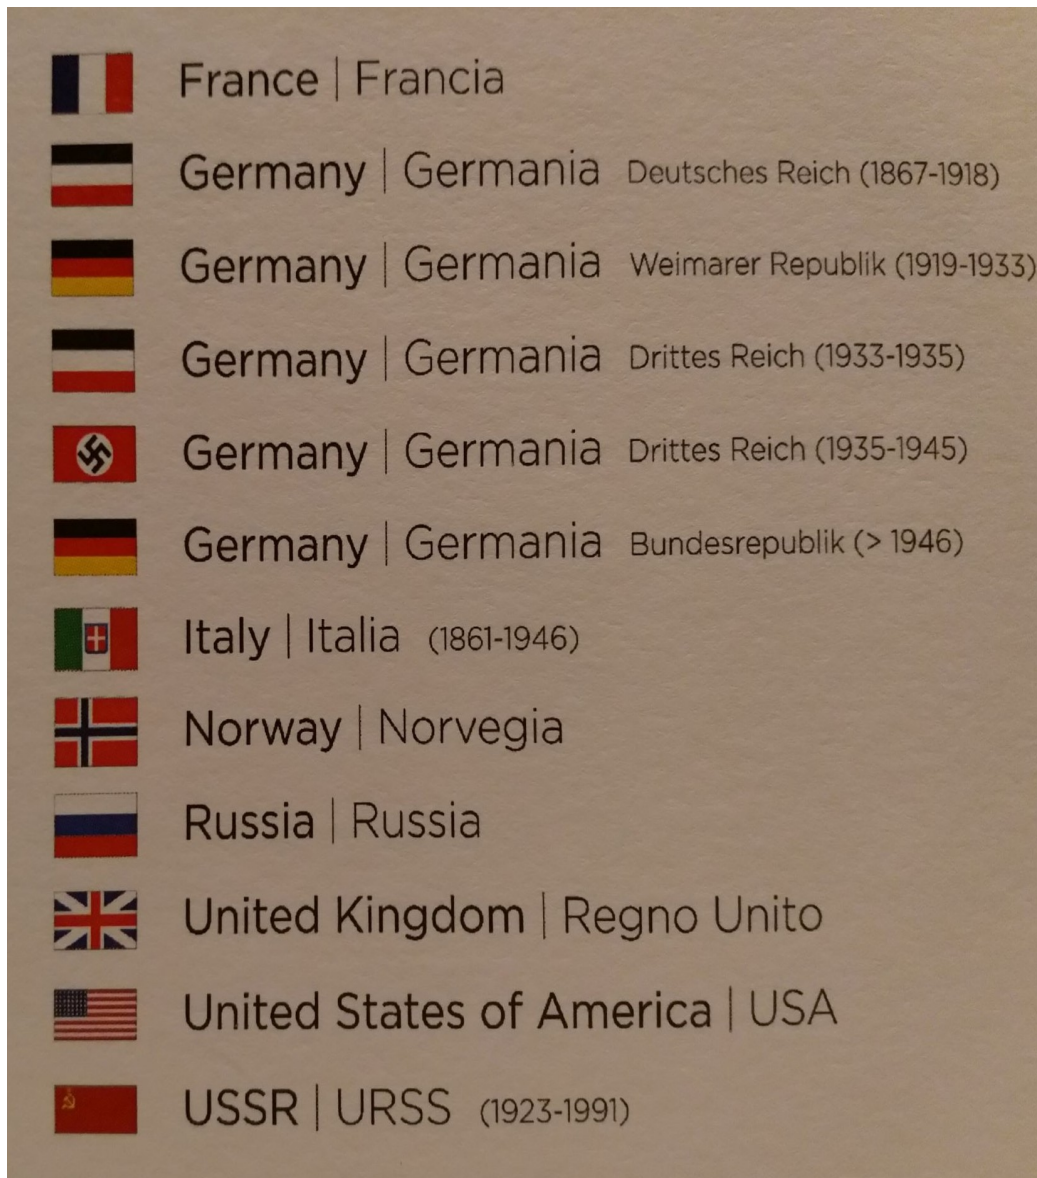 France | Francia
Germany | Germania Deutsches Reich (1867-1918)
Germany | Germania Weimarer Republik (1919-1933)
Germany | Germania Drittes Reich (1933-1935)
Germany | Germania Drittes Reich (1935-1945)
Germany | Germania Bundesrepublik (> 1946)
Italy | Italia (1861-1946)
Norway | Norvegia
Russia | Russia
United Kingdom | Regno Unito
United States of America | USA
USSR | URSS (1923-1991)